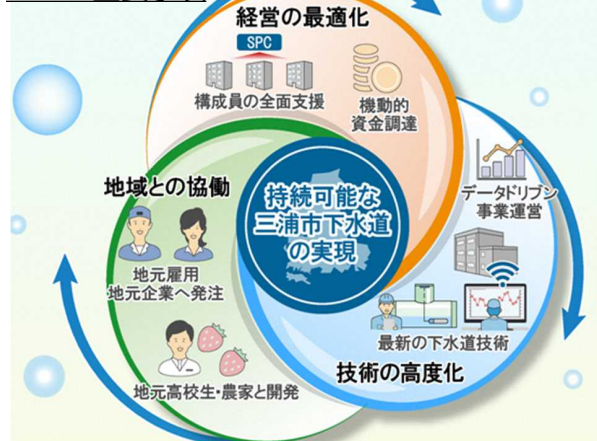 経営の最適化
SPC
構成員の全面支援
機動的
資金調達
地域との協働
地元雇用
地元企業へ発注
地元高校生・農家と開発
持続可能な
三浦市下水道
の実現
データドリブン
事業運営
最新の下水道技術
技術の高度化